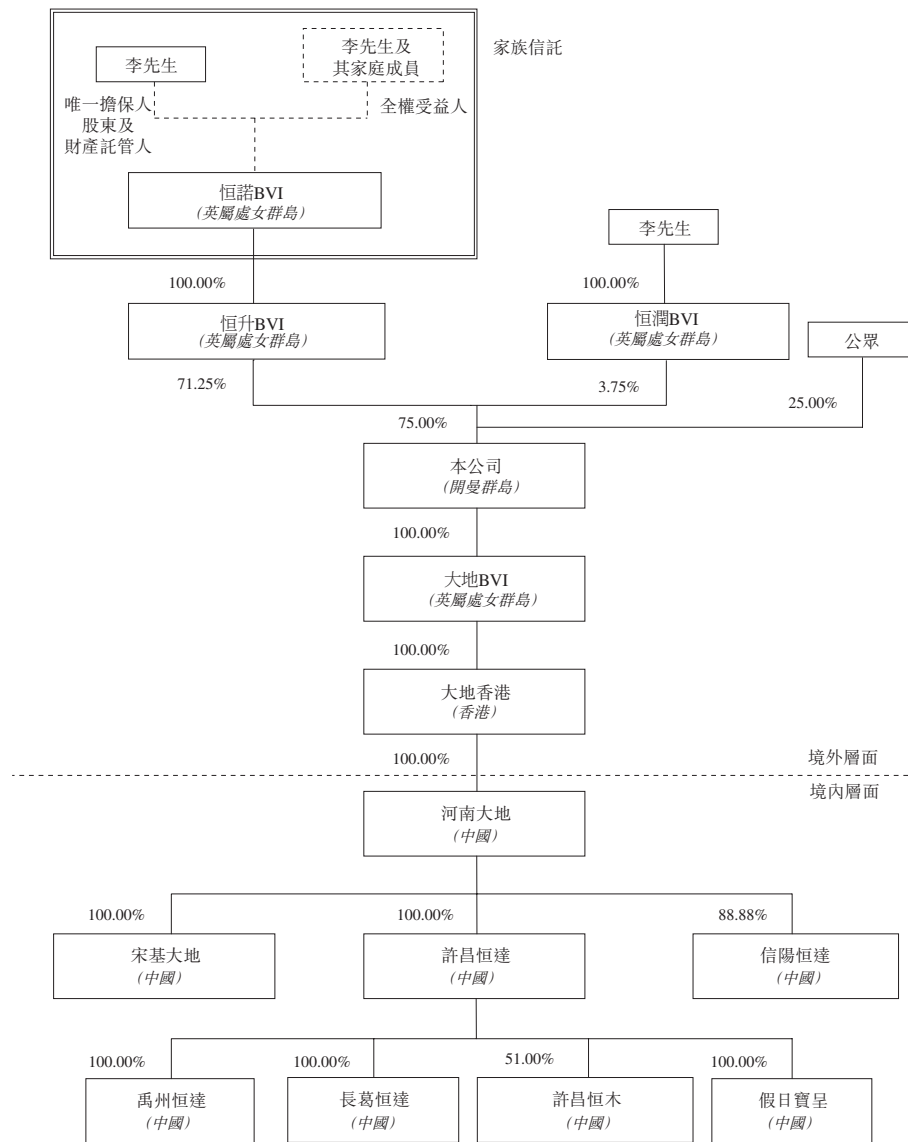 家族信託
李先生
李先生及
其家庭成員
唯一擔保人
股東及
財產託管人
全權受益人
恒諾BVI
(英屬處女群島)
李先生
100.00%
100.00%
恒升BVI
(英屬處女群島)
恒潤BVI
(英屬處女群島)
公眾
71.25%
3.75%
25.00%
75.00%
本公司
(開曼群島)
100.00%
大地BVI
(英屬處女群島)
100.00%
大地香港
(香港)
100.00%
境外層面
境內層面
河南大地
(中國)
100.00%
100.00%
88.88%
宋基大地
(中國)
許昌恒達
(中國)
信陽恒達
(中國)
100.00%
100.00%
51.00%
100.00%
禹州恒達
(中國)
長葛恒達
(中國)
許昌恒木
(中國)
假日寶呈
(中國)